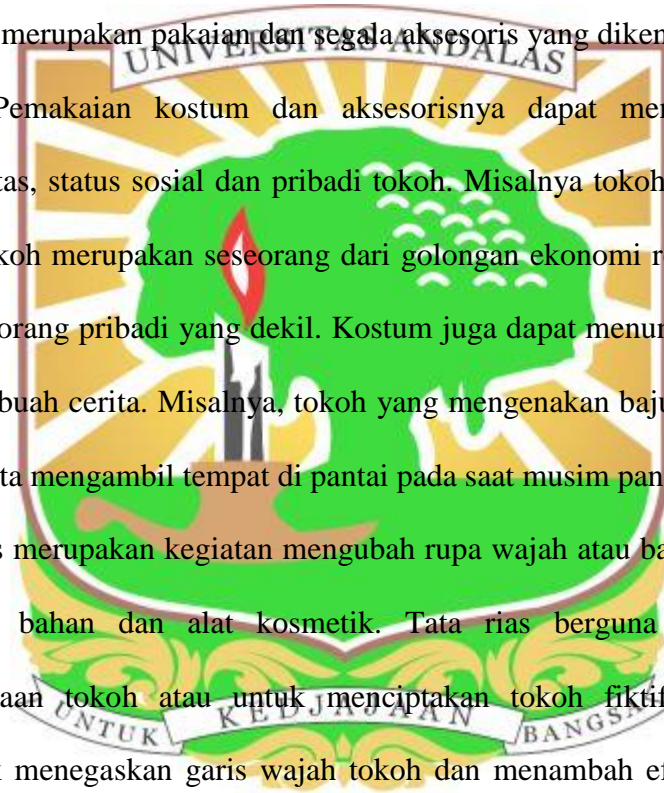 merupakan pakaian dan segala aksesoris yang diken
UNIVERSITAS ANDALAS
Pemakaian kostum dan aksesorisnya dapat mer
tas, status sosial dan pribadi tokoh. Misalnya tokoh
koh merupakan seseorang dari golongan ekonomi r
orang pribadi yang dekil. Kostum juga dapat menun
buah cerita. Misalnya, tokoh yang mengenakan baju
ta mengambil tempat di pantai pada saat musim pan
s merupakan kegiatan mengubah rupa wajah atau ba
bahan dan alat kosmetik. Tata rias berguna
aan tokoh atau untuk menciptakan tokoh fiktif
UNTUK KEDJAJAAN BANGSA
k menegaskan garis wajah tokoh dan menambah ef